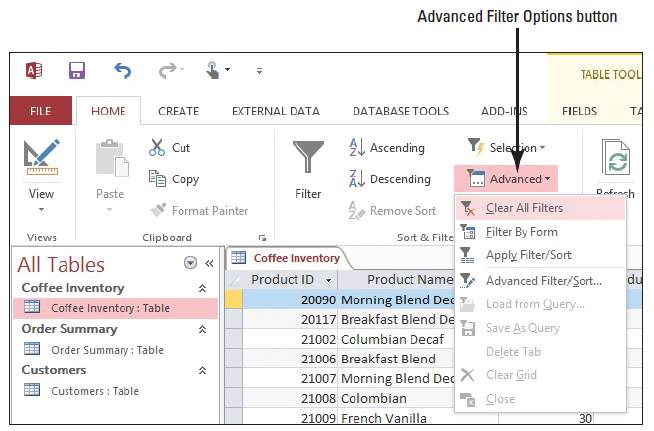 Advanced Filter Options button
TABLE TOOL
FILE HOME CREATE EXTERNAL DATA DATABASE TOOLS ADD-INS FIELDS TA
View
Paste
Cut
Copy
Format Painter
Filter
Ascending
Descending
Remove Sort
Selection
Advanced
Refresh
Views Clipboard Sort & Filte
Clear All Filters
Filter By Form
Apply Filter/Sort
Advanced Filter/Sort...
Load from Query...
Save As Query
Delete Tab
Clear Grid
Close
All Tables
Coffee Inventory
Coffee Inventory : Table
Order Summary
Order Summary : Table
Customers
Customers : Table
Coffee Inventory
Product ID Product Name du
20090 Morning Blend Dec
20117 Breakfast Blend De
21002 Columbian Decaf
21006 Breakfast Blend
21007 Morning Blend Dec
21008 Colombian
21009 French Vanilla 30